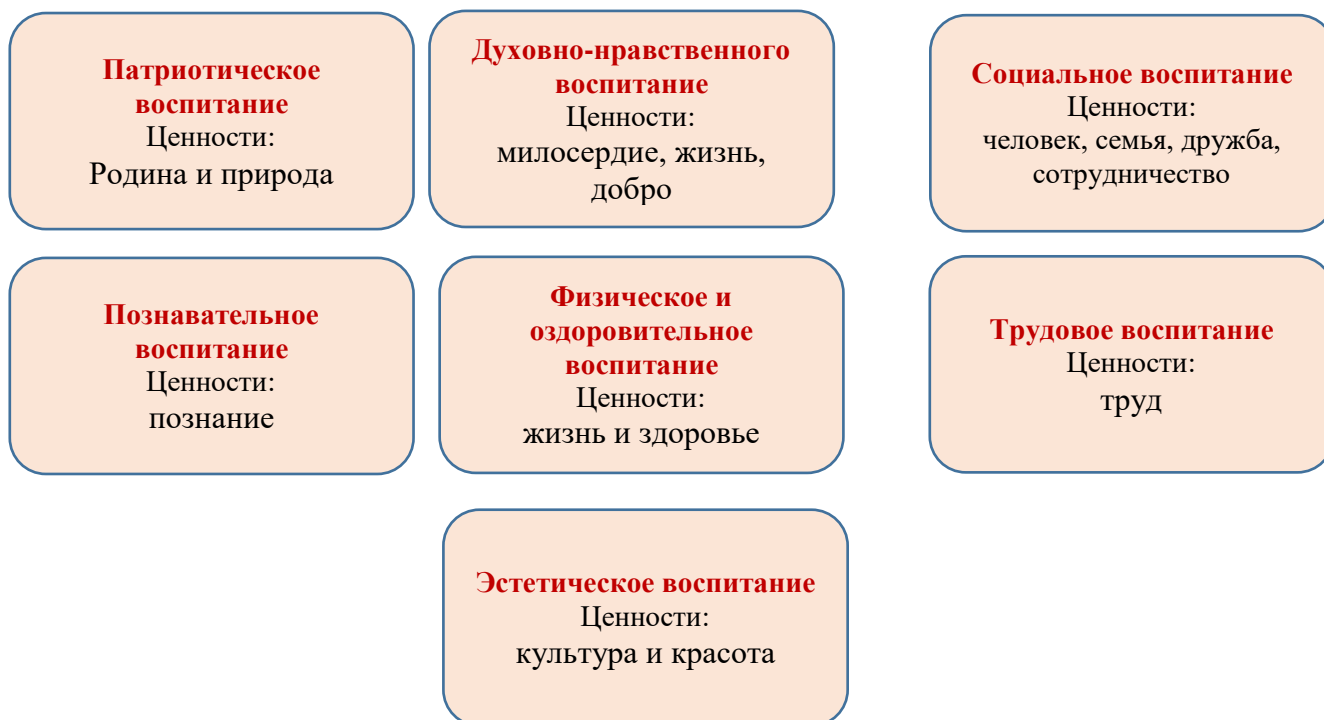 Патриотическое
воспитание
Ценности:
Родина и природа
Духовно-нравственного
воспитание
Ценности:
милосердие, жизнь,
добро
Социальное воспитание
Ценности:
человек, семья, дружба,
сотрудничество
Познавательное
воспитание
Ценности:
познание
Физическое и
оздоровительное
воспитание
Ценности:
жизнь и здоровье
Трудовое воспитание
Ценности:
труд
Эстетическое воспитание
Ценности:
культура и красота